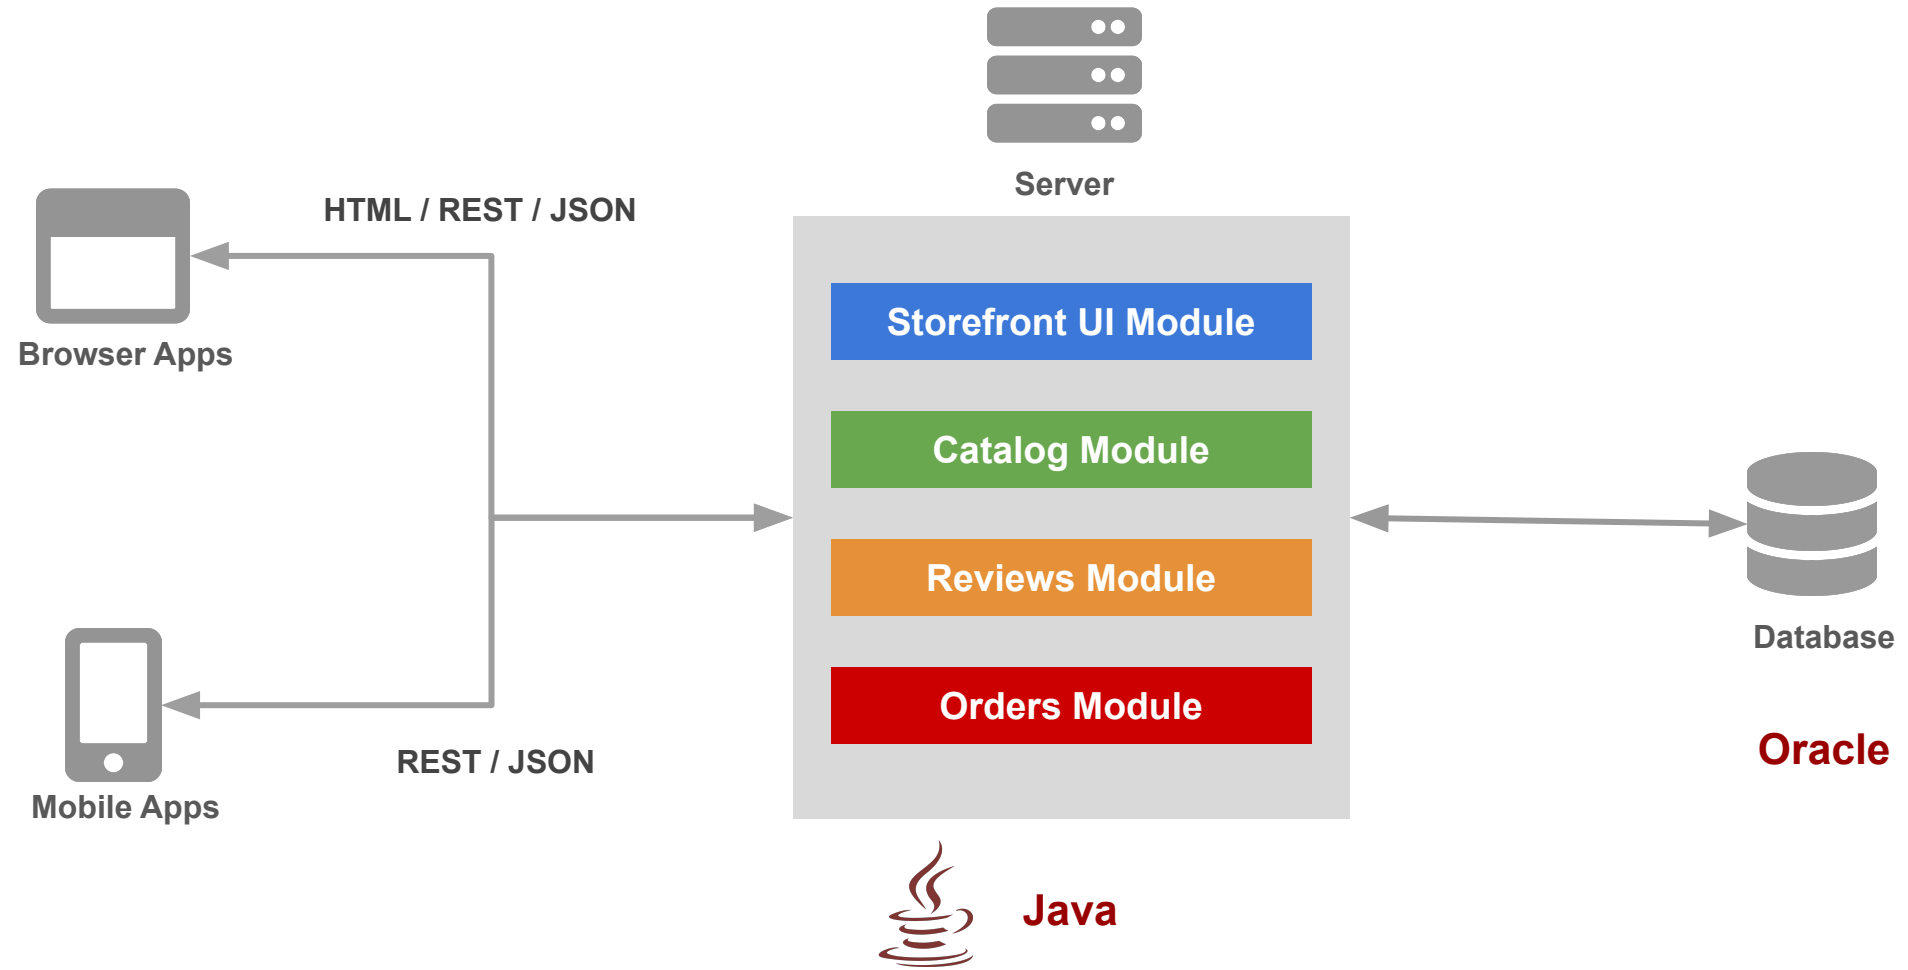 Server
HTML / REST / JSON
Browser Apps
Storefront UI Module
Catalog Module
Reviews Module
Orders Module
Database
Oracle
REST / JSON
Mobile Apps
Java